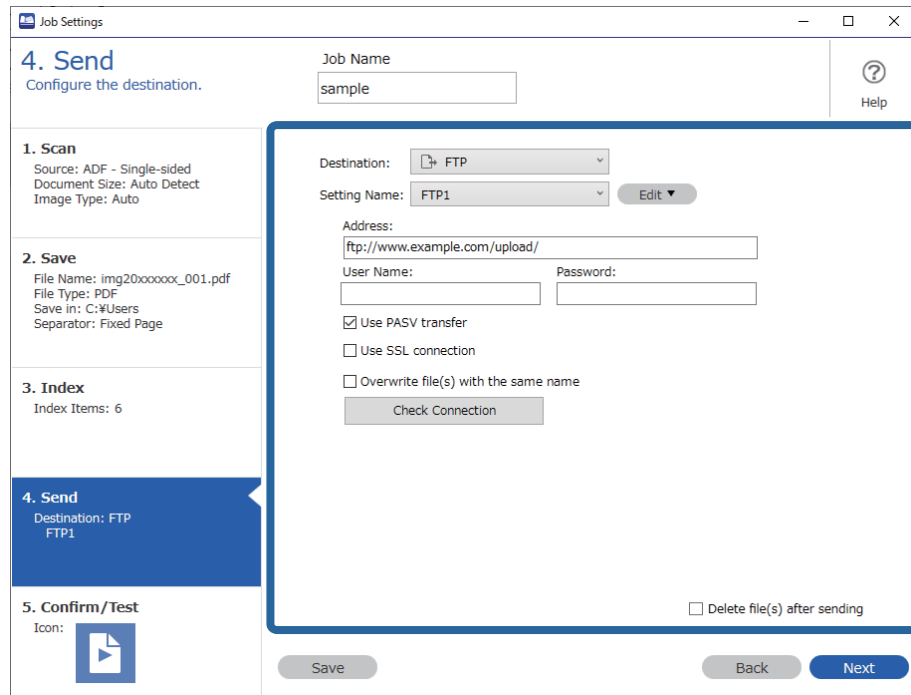 Job Settings
4. Send
Configure the destination.
Job Name
sample
Help
1. Scan
Source: ADF - Single-sided
Document Size: Auto Detect
Image Type: Auto
2. Save
File Name: img20xxxxxx_001.pdf
File Type: PDF
Save in: C:¥Users
Separator: Fixed Page
3. Index
Index Items: 6
4. Send
Destination: FTP
FTP1
5. Confirm/Test
Icon:
Destination: FTP
Setting Name: FTP1 Edit ▼
Address:
ftp://www.example.com/upload/
User Name: Password:
Use PASV transfer
Use SSL connection
Overwrite file(s) with the same name
Check Connection
Delete file(s) after sending
Save Back Next